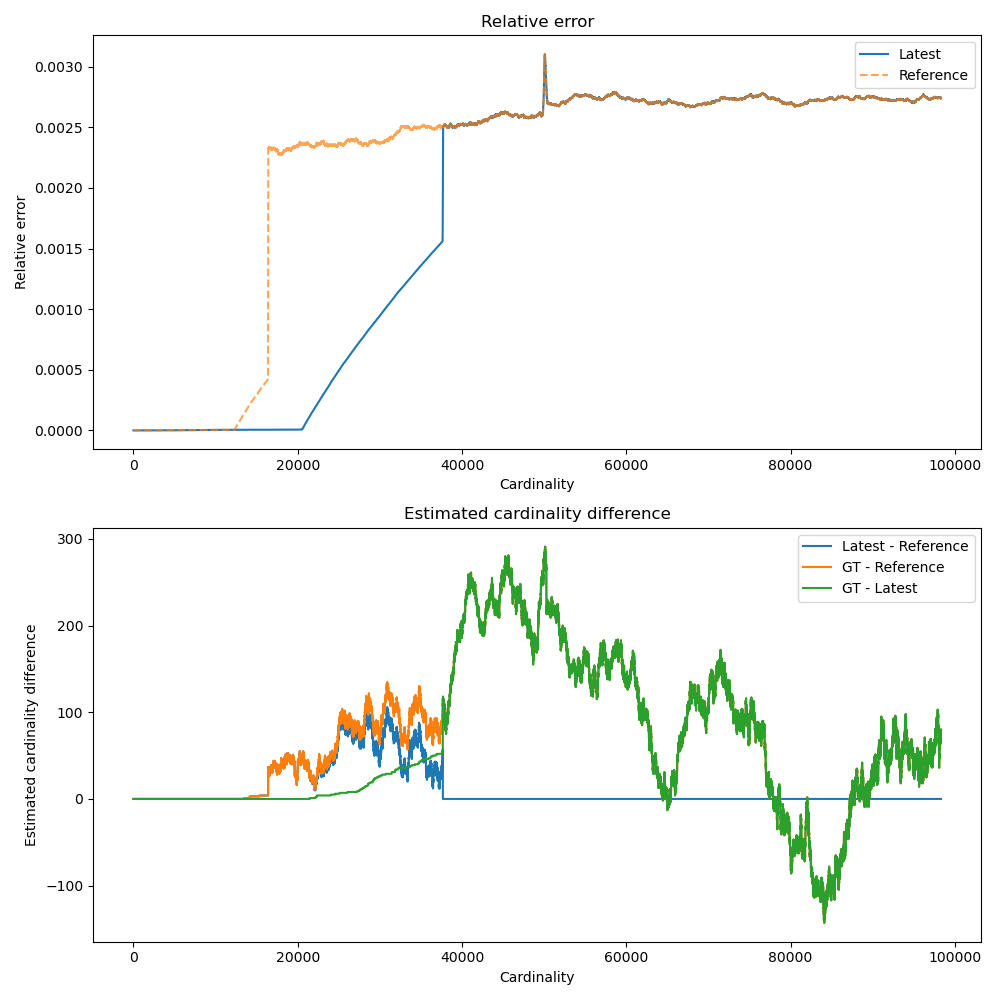 Relative error
Latest
Reference
0.0030
0.0025
0.0020
0.0015
0.0010
0.0005
0.0000
Relative error
0 20000 40000 60000 80000 100000
Cardinality
Estimated cardinality difference
Latest - Reference
GT - Reference
GT - Latest
300
200
100
0
−100
Estimated cardinality difference
0 20000 40000 60000 80000 100000
Cardinality